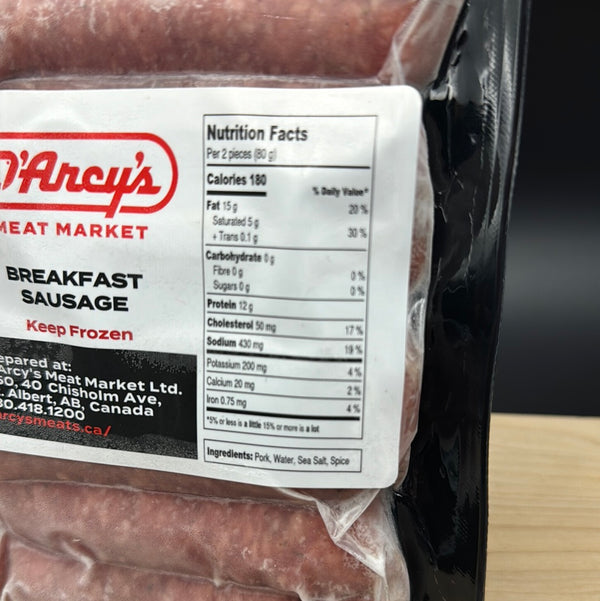 D'Arcy's
MEAT MARKET
BREAKFAST
SAUSAGE
Keep Frozen
epared at:
Arcy's Meat Market Ltd.
60, 40 Chisholm Ave,
. Albert, AB, Canada
80.418.1200
arcysmeats.ca/
Nutrition Facts
Per 2 pieces (80 g)
Calories 180
% Daily Value*
Fat 15 g 20 %
Saturated 5 g
+ Trans 0.1 g 30 %
Carbohydrate 0 g
Fibre 0 g 0 %
Sugars 0 g 0 %
Protein 12 g
Cholesterol 50 mg 17 %
Sodium 430 mg 19 %
Potassium 200 mg 4 %
Calcium 20 mg 2 %
Iron 0.75 mg 4 %
*5% or less is a little 15% or more is a lot
Ingredients: Pork, Water, Sea Salt, Spice